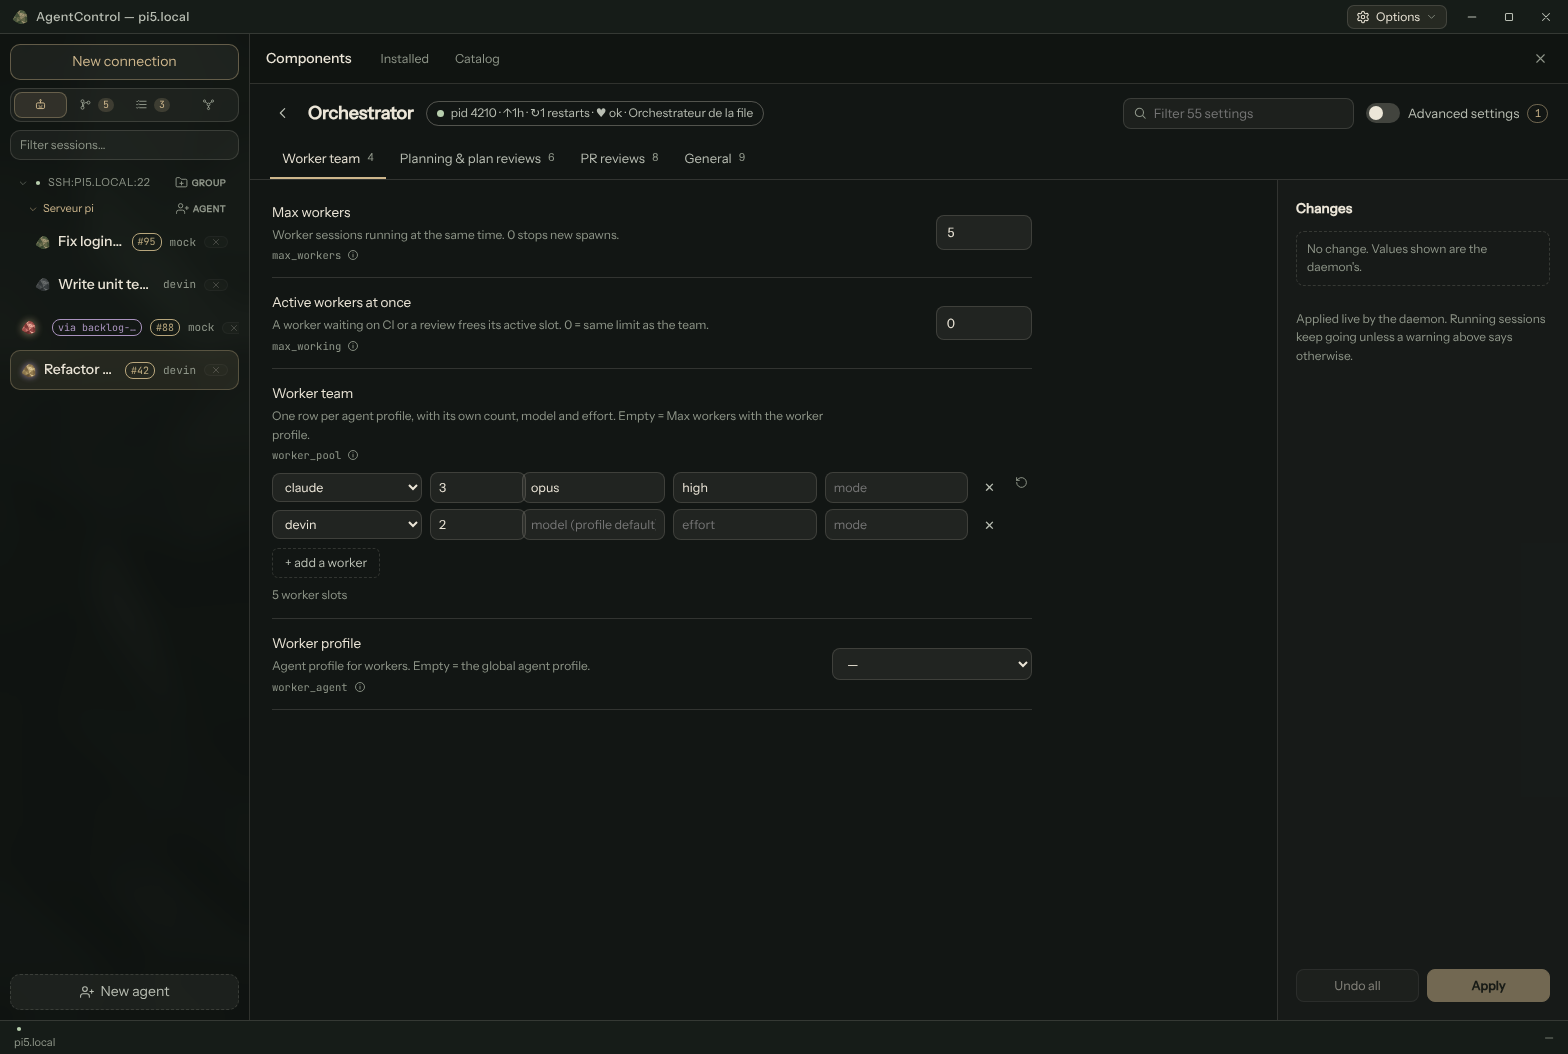 AgentControl — pi5.local
Options
New connection
5
3
Filter sessions...
SSH:PI5.LOCAL:22
GROUP
Serveur pi
AGENT
Fix login...
#95
mock
Write unit te...
devin
via backlog-…
#88
mock
Refactor ...
#42
devin
New agent
Components
Installed
Catalog
Orchestrator
pid 4210 · ↑1h · ↻1 restarts · ♥ ok · Orchestrateur de la file
Filter 55 settings
Advanced settings
1
Worker team 4
Planning & plan reviews 6
PR reviews 8
General 9
Max workers
Worker sessions running at the same time. 0 stops new spawns.
max_workers
5
Active workers at once
A worker waiting on CI or a review frees its active slot. 0 = same limit as the team.
max_working
0
Worker team
One row per agent profile, with its own count, model and effort. Empty = Max workers with the worker
profile.
worker_pool
claude
3
opus
high
mode
devin
2
model (profile default
effort
mode
+ add a worker
5 worker slots
Worker profile
Agent profile for workers. Empty = the global agent profile.
worker_agent
—
Changes
No change. Values shown are the
daemon's.
Applied live by the daemon. Running sessions
keep going unless a warning above says
otherwise.
Undo all
Apply
pi5.local